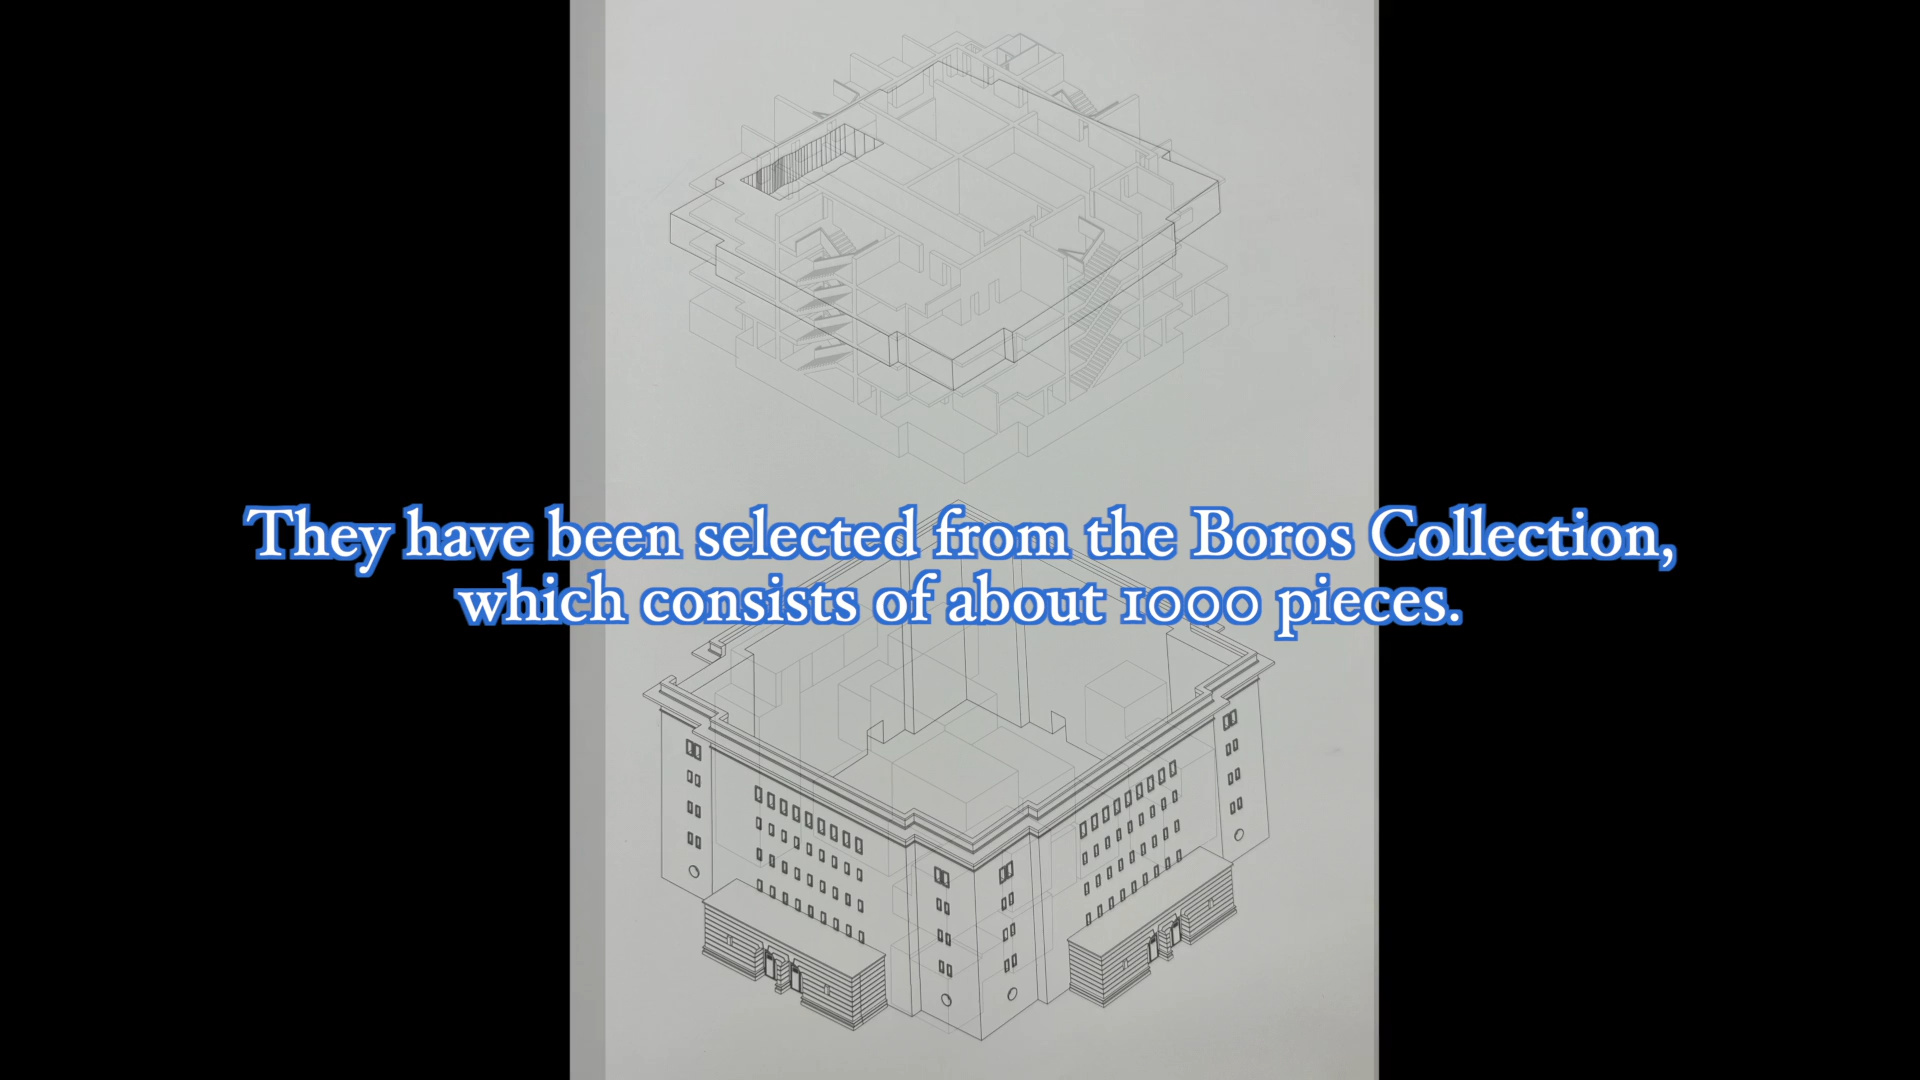 They have been selected from the Boros Collection,
which consists of about 1000 pieces.